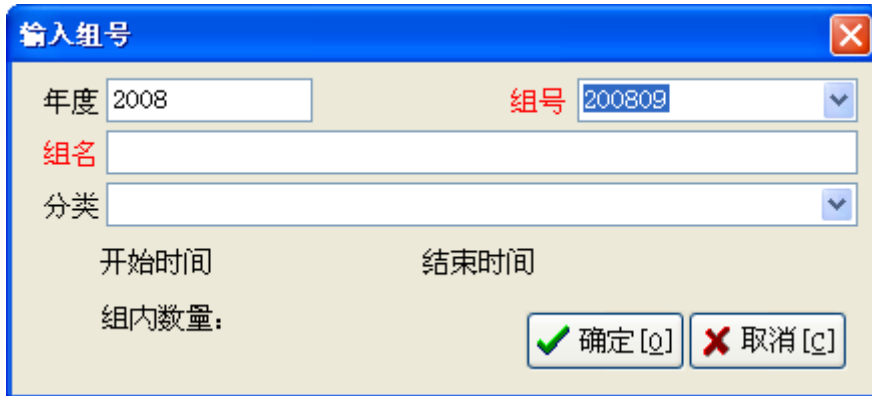 输入组号
年度 2008 组号 200809
组名
分类
开始时间 结束时间
组内数量：
确定[O] 取消[C]